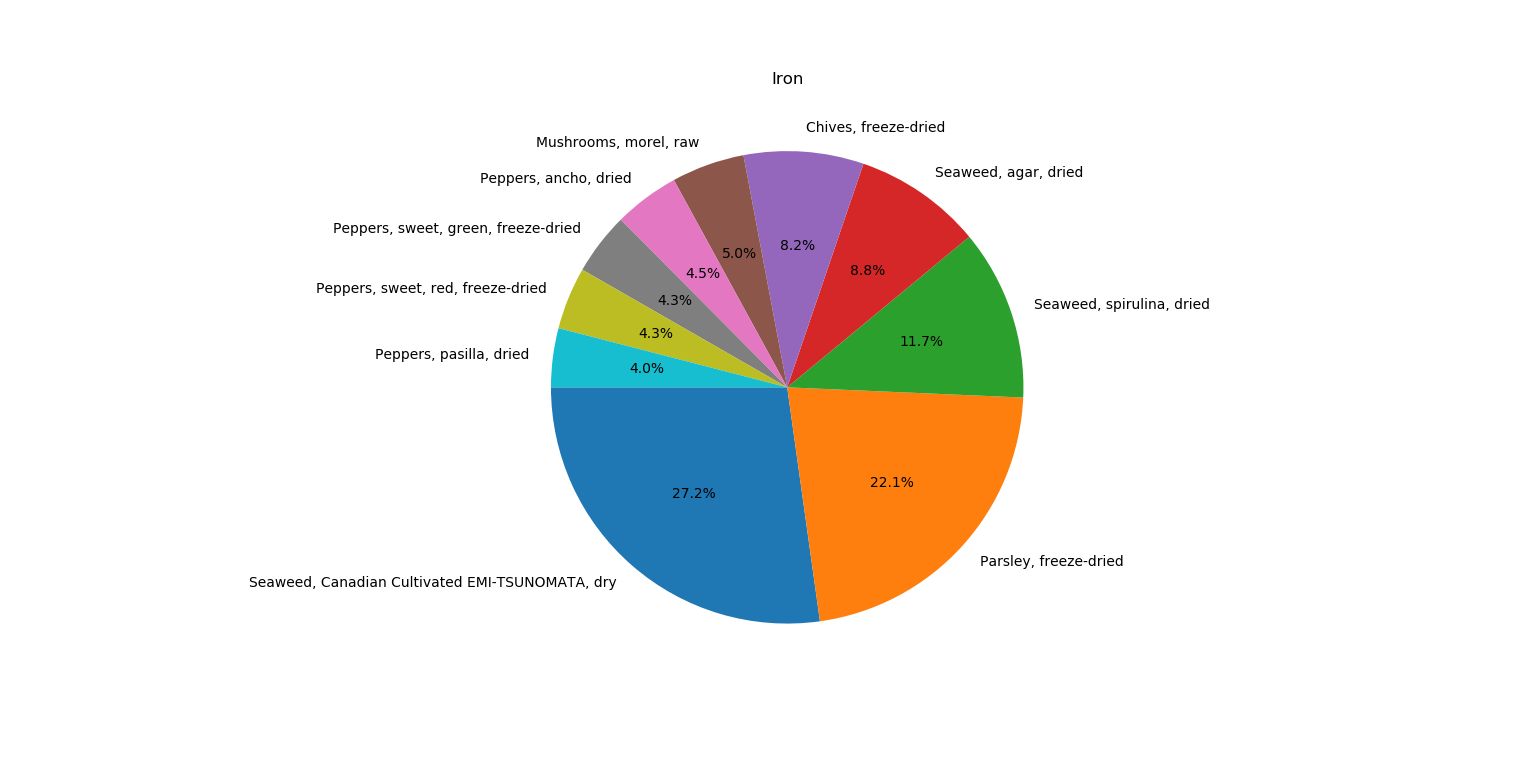 Iron
Chives, freeze-dried
Mushrooms, morel, raw
Seaweed, agar, dried
Peppers, ancho, dried
Peppers, sweet, green, freeze-dried
8.2%
5.0%
8.8%
4.5%
Peppers, sweet, red, freeze-dried
4.3%
Seaweed, spirulina, dried
4.3%
11.7%
Peppers, pasilla, dried
4.0%
22.1%
27.2%
Parsley, freeze-dried
Seaweed, Canadian Cultivated EMI-TSUNOMATA, dry